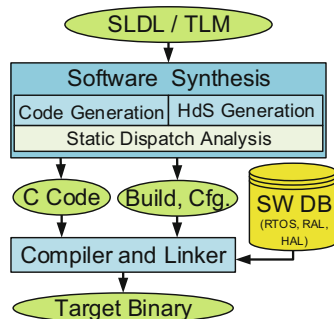 SLDL / TLM
Software Synthesis
Code Generation
HdS Generation
Static Dispatch Analysis
C Code
Build, Cfg.
SW DB
(RTOS, RAL,
HAL)
Compiler and Linker
Target Binary